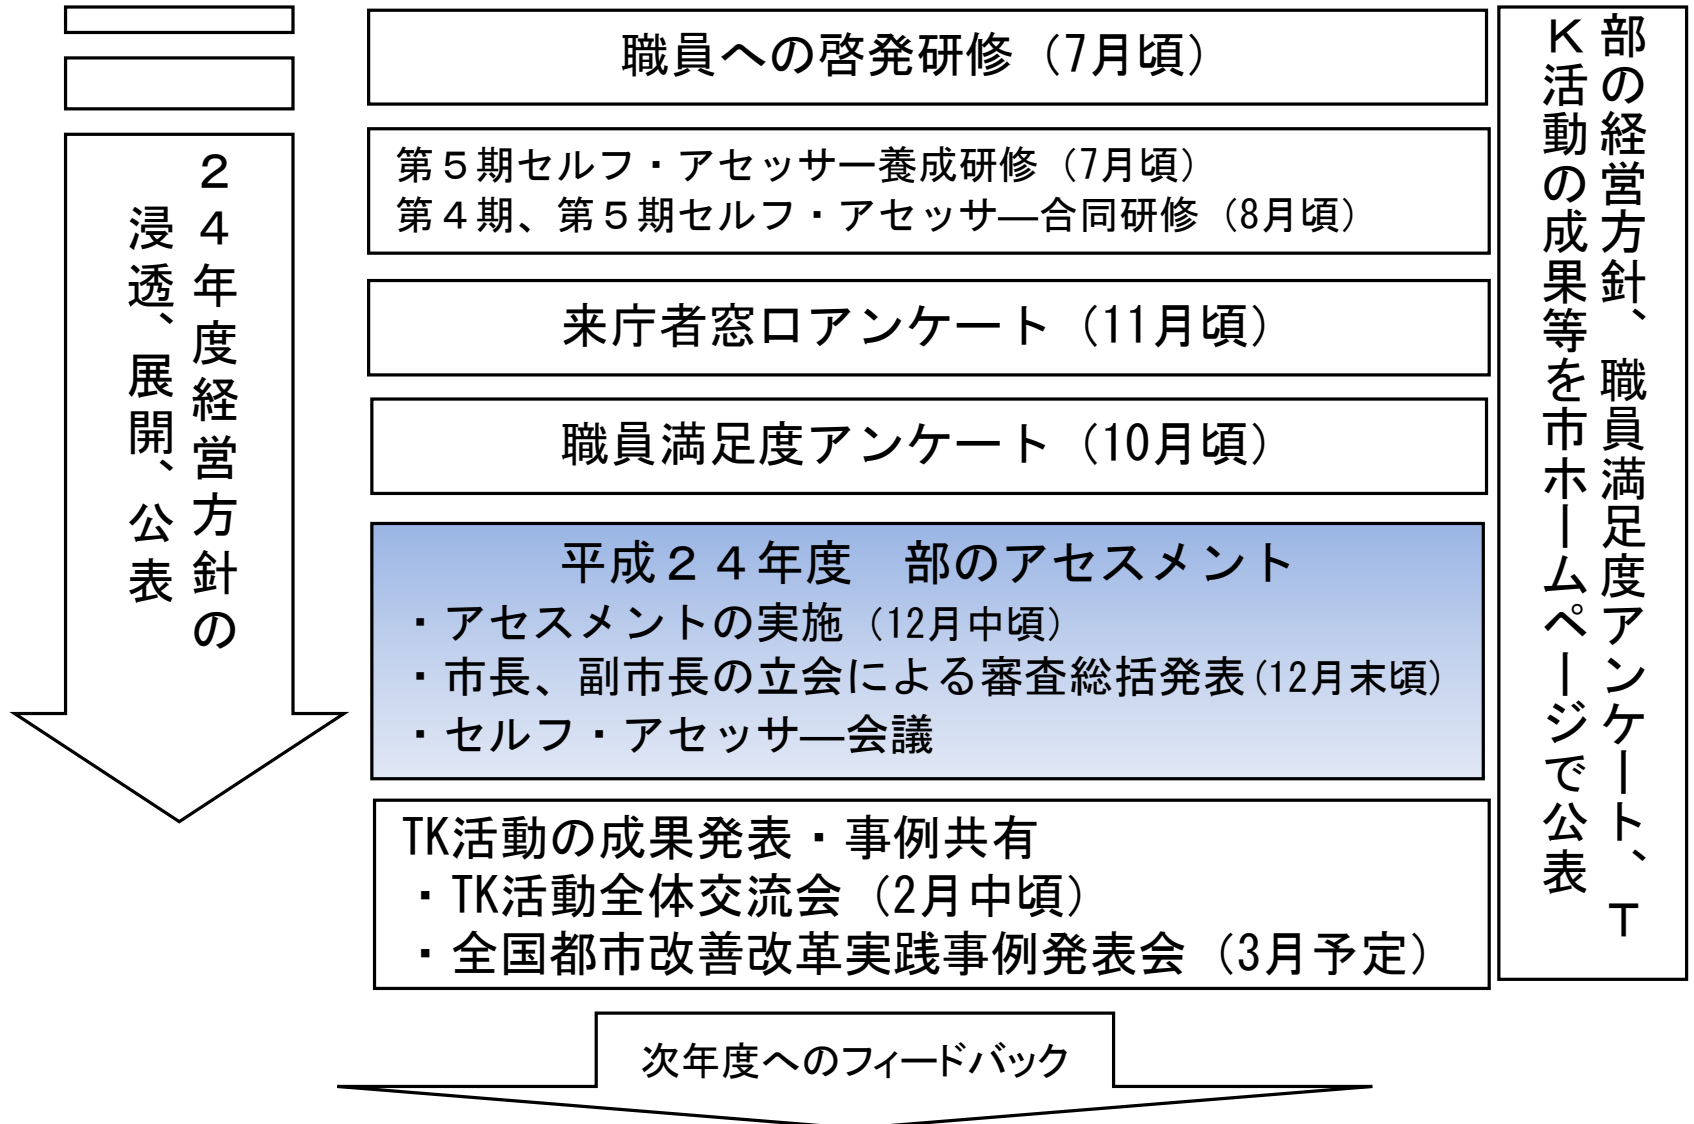 職員への啓発研修（7月頃）
第５期セルフ・アセッサー養成研修（7月頃）
第４期、第５期セルフ・アセッサ―合同研修（8月頃）
来庁者窓口アンケート（11月頃）
職員満足度アンケート（10月頃）
平成２４年度　部のアセスメント
・アセスメントの実施（12月中頃）
・市長、副市長の立会による審査総括発表（12月末頃）
・セルフ・アセッサ―会議
TK活動の成果発表・事例共有
・TK活動全体交流会（2月中頃）
・全国都市改善改革実践事例発表会（3月予定）
２４年度経営方針の
浸透、展開、公表
部の経営方針、職員満足度アンケート、Ｔ
Ｋ活動の成果等を市ホームページで公表
次年度へのフィードバック